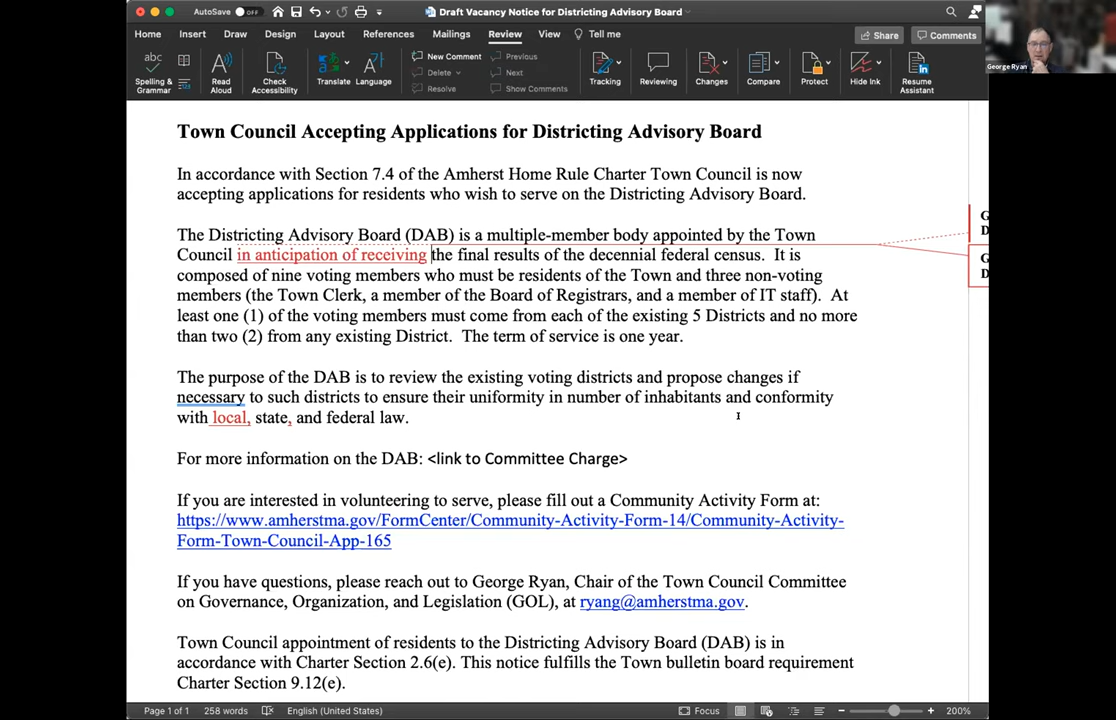 AutoSave OFF
Draft Vacancy Notice for Districting Advisory Board
Home Insert Draw Design Layout References Mailings Review View Tell me
Share Comments
Spelling & Grammar
Read Aloud
Check Accessibility
Translate
Language
New Comment
Delete
Resolve
Previous
Next
Show Comments
Tracking
Reviewing
Changes
Compare
Protect
Hide Ink
Resume Assistant
George Ryan
Town Council Accepting Applications for Districting Advisory Board
In accordance with Section 7.4 of the Amherst Home Rule Charter Town Council is now
accepting applications for residents who wish to serve on the Districting Advisory Board.
The Districting Advisory Board (DAB) is a multiple-member body appointed by the Town
Council in anticipation of receiving the final results of the decennial federal census. It is
composed of nine voting members who must be residents of the Town and three non-voting
members (the Town Clerk, a member of the Board of Registrars, and a member of IT staff). At
least one (1) of the voting members must come from each of the existing 5 Districts and no more
than two (2) from any existing District. The term of service is one year.
The purpose of the DAB is to review the existing voting districts and propose changes if
necessary to such districts to ensure their uniformity in number of inhabitants and conformity
with local, state, and federal law.
For more information on the DAB: <link to Committee Charge>
If you are interested in volunteering to serve, please fill out a Community Activity Form at:
https://www.amherstma.gov/FormCenter/Community-Activity-Form-14/Community-Activity-
Form-Town-Council-App-165
If you have questions, please reach out to George Ryan, Chair of the Town Council Committee
on Governance, Organization, and Legislation (GOL), at ryang@amherstma.gov.
Town Council appointment of residents to the Districting Advisory Board (DAB) is in
accordance with Charter Section 2.6(e). This notice fulfills the Town bulletin board requirement
Charter Section 9.12(e).
G
D
G
D
Page 1 of 1 258 words English (United States) Focus 200%